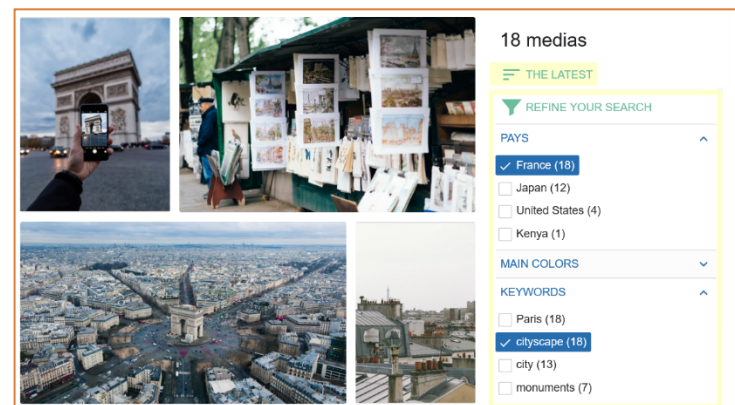 18 medias
THE LATEST
REFINE YOUR SEARCH
PAYS
France (18)
Japan (12)
United States (4)
Kenya (1)
MAIN COLORS
KEYWORDS
Paris (18)
cityscape (18)
city (13)
monuments (7)